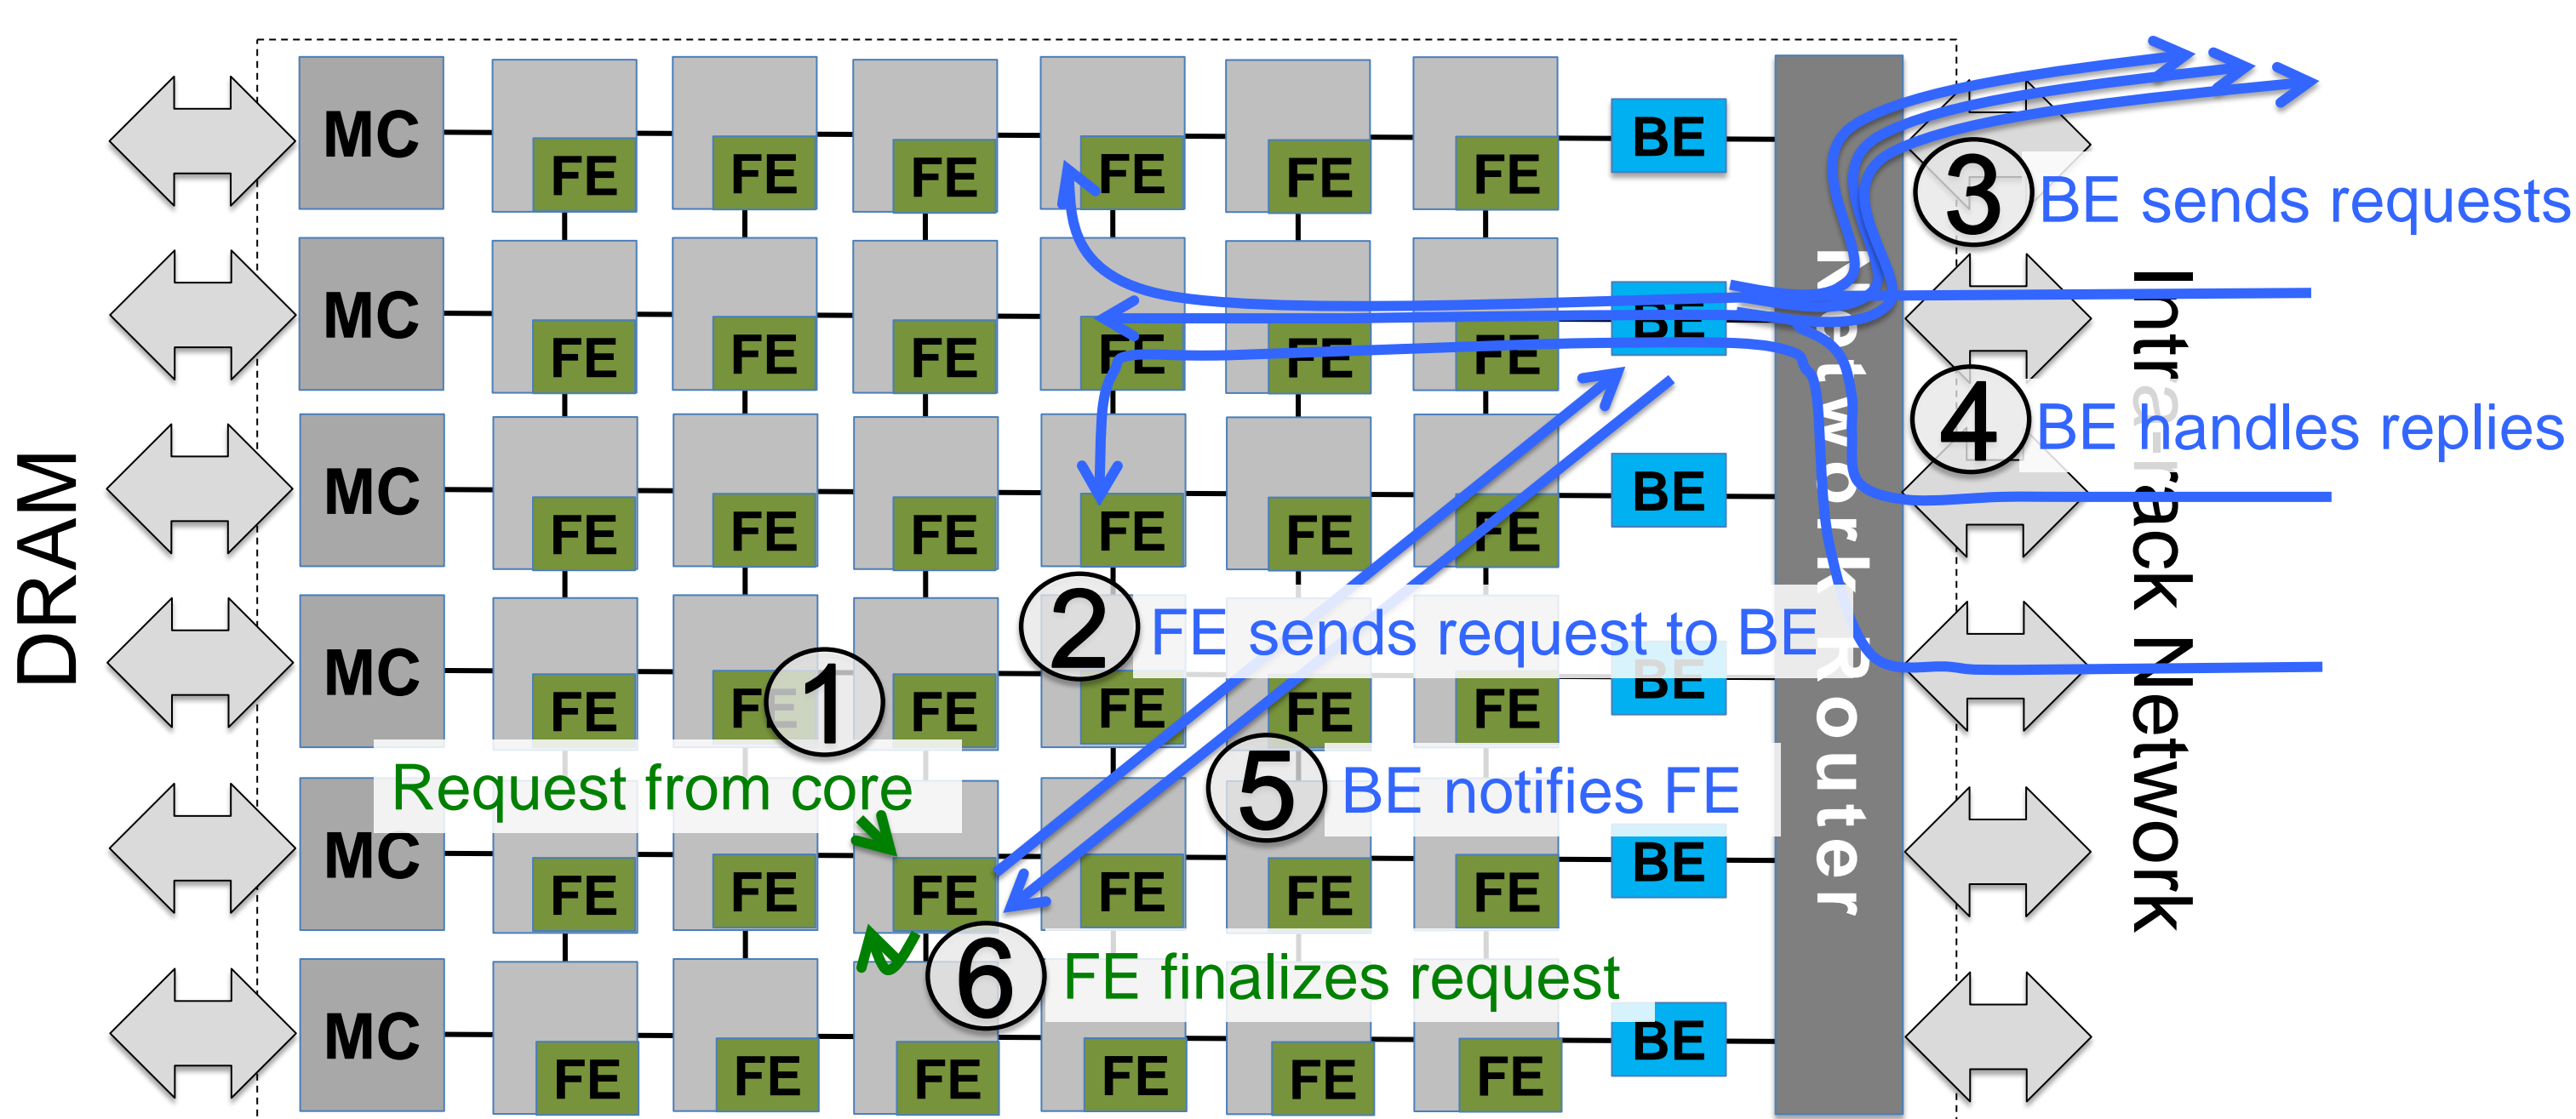 MC FE FE FE FE FE FE BE
③ BE sends requests
MC FE FE FE FE FE FE BE
④ BE handles replies
MC FE FE FE FE FE FE BE
② FE sends request to BE
MC FE FE FE FE FE FE BE
①
Request from core
⑤ BE notifies FE
MC FE FE FE FE FE FE BE
⑥ FE finalizes request
MC FE FE FE FE FE FE BE
DRAM
Network Router
Intra-rack Network